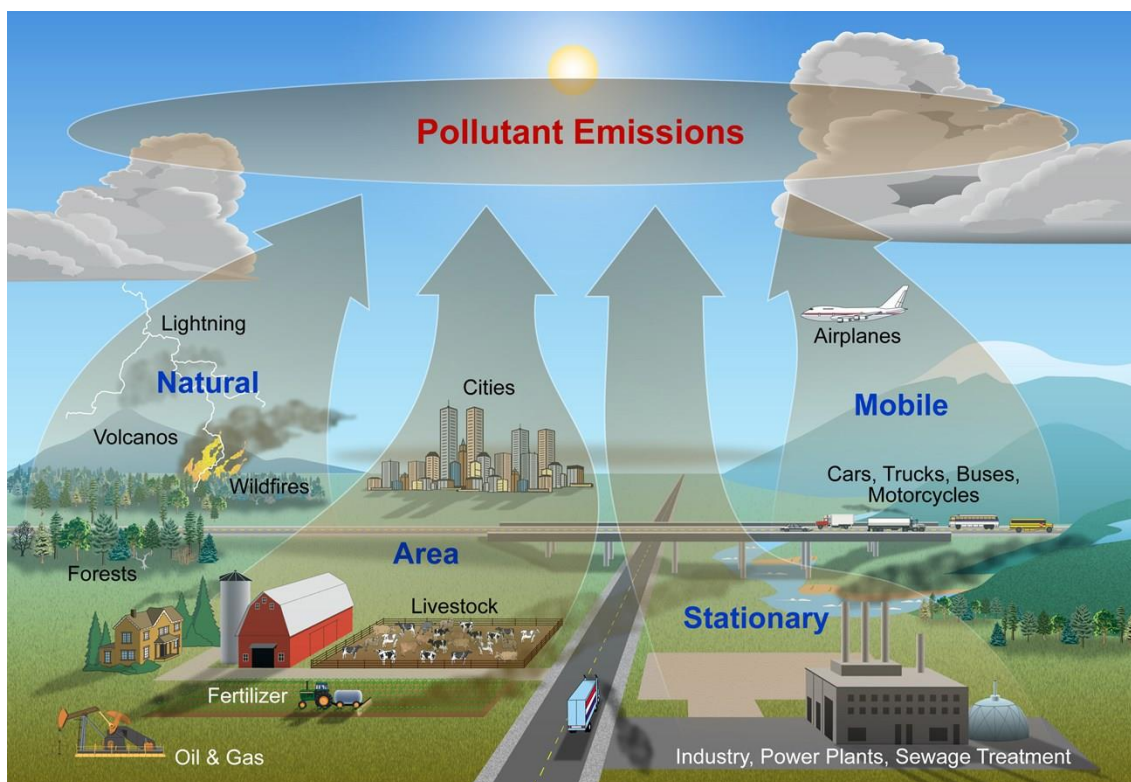 Pollutant Emissions
Lightning
Natural
Volcanos
Wildfires
Forests
Cities
Area
Livestock
Fertilizer
Oil & Gas
Airplanes
Mobile
Cars, Trucks, Buses,
Motorcycles
Stationary
Industry, Power Plants, Sewage Treatment